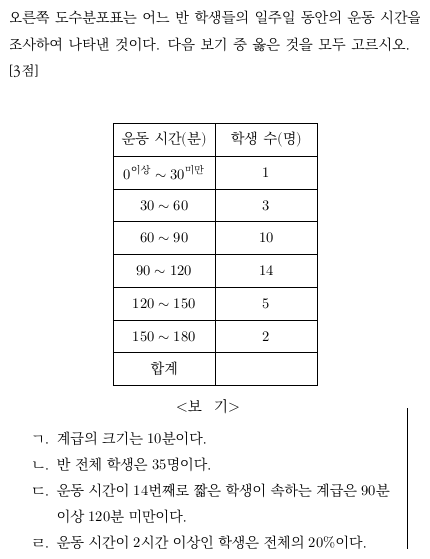 오른쪽 도수분포표는 어느 반 학생들의 일주일 동안의 운동 시간을
조사하여 나타낸 것이다. 다음 보기 중 옳은 것을 모두 고르시오.
[3점]
운동 시간(분) 학생 수(명)
0이상 ~ 30미만 1
30 ~ 60 3
60 ~ 90 10
90 ~ 120 14
120 ~ 150 5
150 ~ 180 2
합계
<보 기>
ㄱ. 계급의 크기는 10분이다.
ㄴ. 반 전체 학생은 35명이다.
ㄷ. 운동 시간이 14번째로 짧은 학생이 속하는 계급은 90분
이상 120분 미만이다.
ㄹ. 운동 시간이 2시간 이상인 학생은 전체의 20%이다.